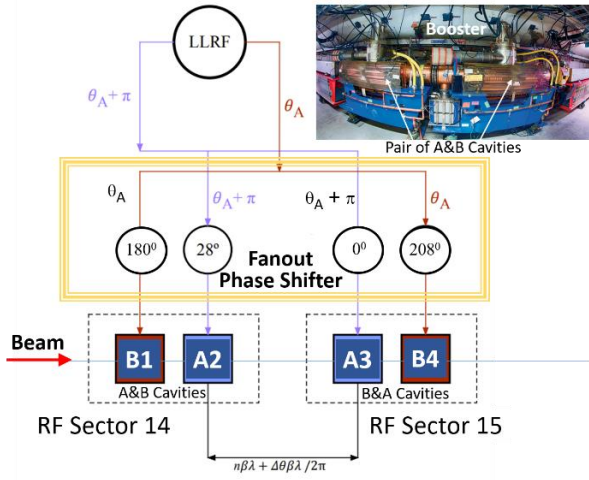 LLRF
Booster
Pair of A&B Cavities
θA + π
θA
θA
θA + π
θA + π
θA
180⁰
28º
0⁰
208⁰
Fanout
Phase Shifter
Beam
B1
A2
A3
B4
A&B Cavities
B&A Cavities
RF Sector 14
RF Sector 15
nβλ + Δθβλ /2π